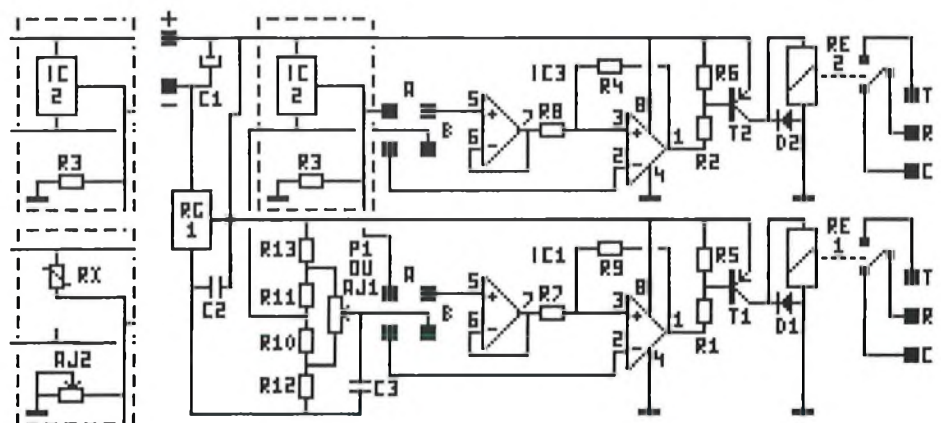 +
IC
2
C1
-
IC
2
A
B
5
+
6
-
7
R8
IC3
R4
3
+
2
-
8
4
1
R6
R2
T2
D2
RE
2
T
R
C
R3
R3
RG
1
R13
R11
R10
R12
P1
OU
AJ1
C2
C3
A
B
5
+
6
-
7
R7
IC1
R9
3
+
2
-
8
4
1
R5
R1
T1
D1
RE
1
T
R
C
RX
AJ2